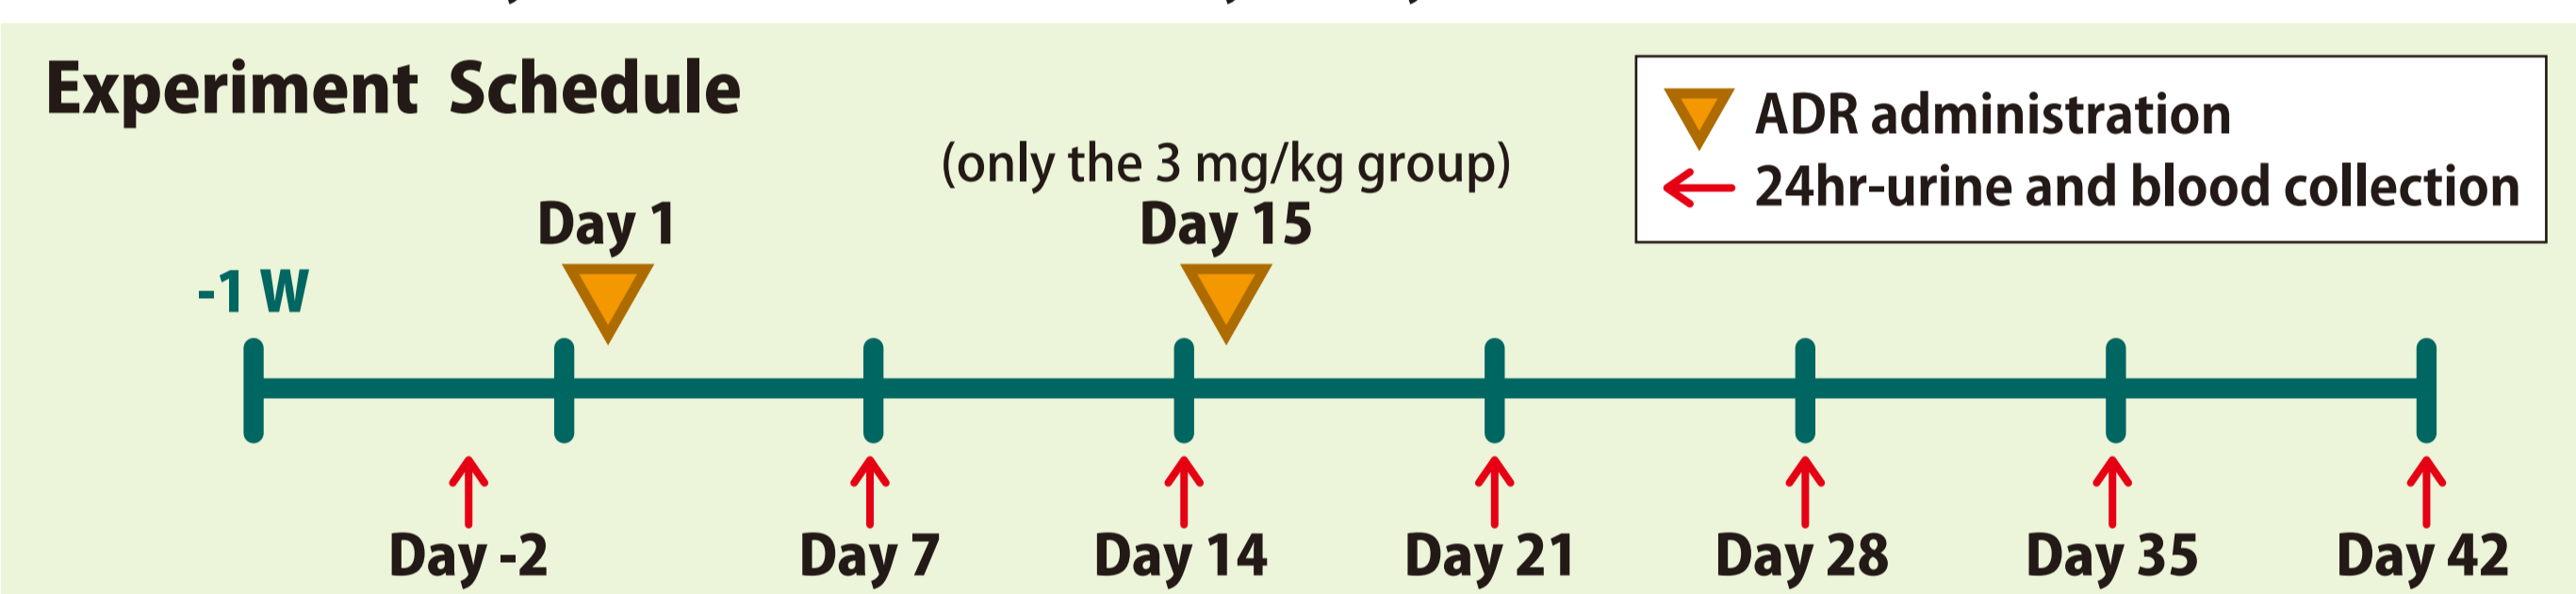 Experiment Schedule
ADR administration
24hr-urine and blood collection
(only the 3 mg/kg group)
Day 1
Day 15
-1 W
Day -2
Day 7
Day 14
Day 21
Day 28
Day 35
Day 42